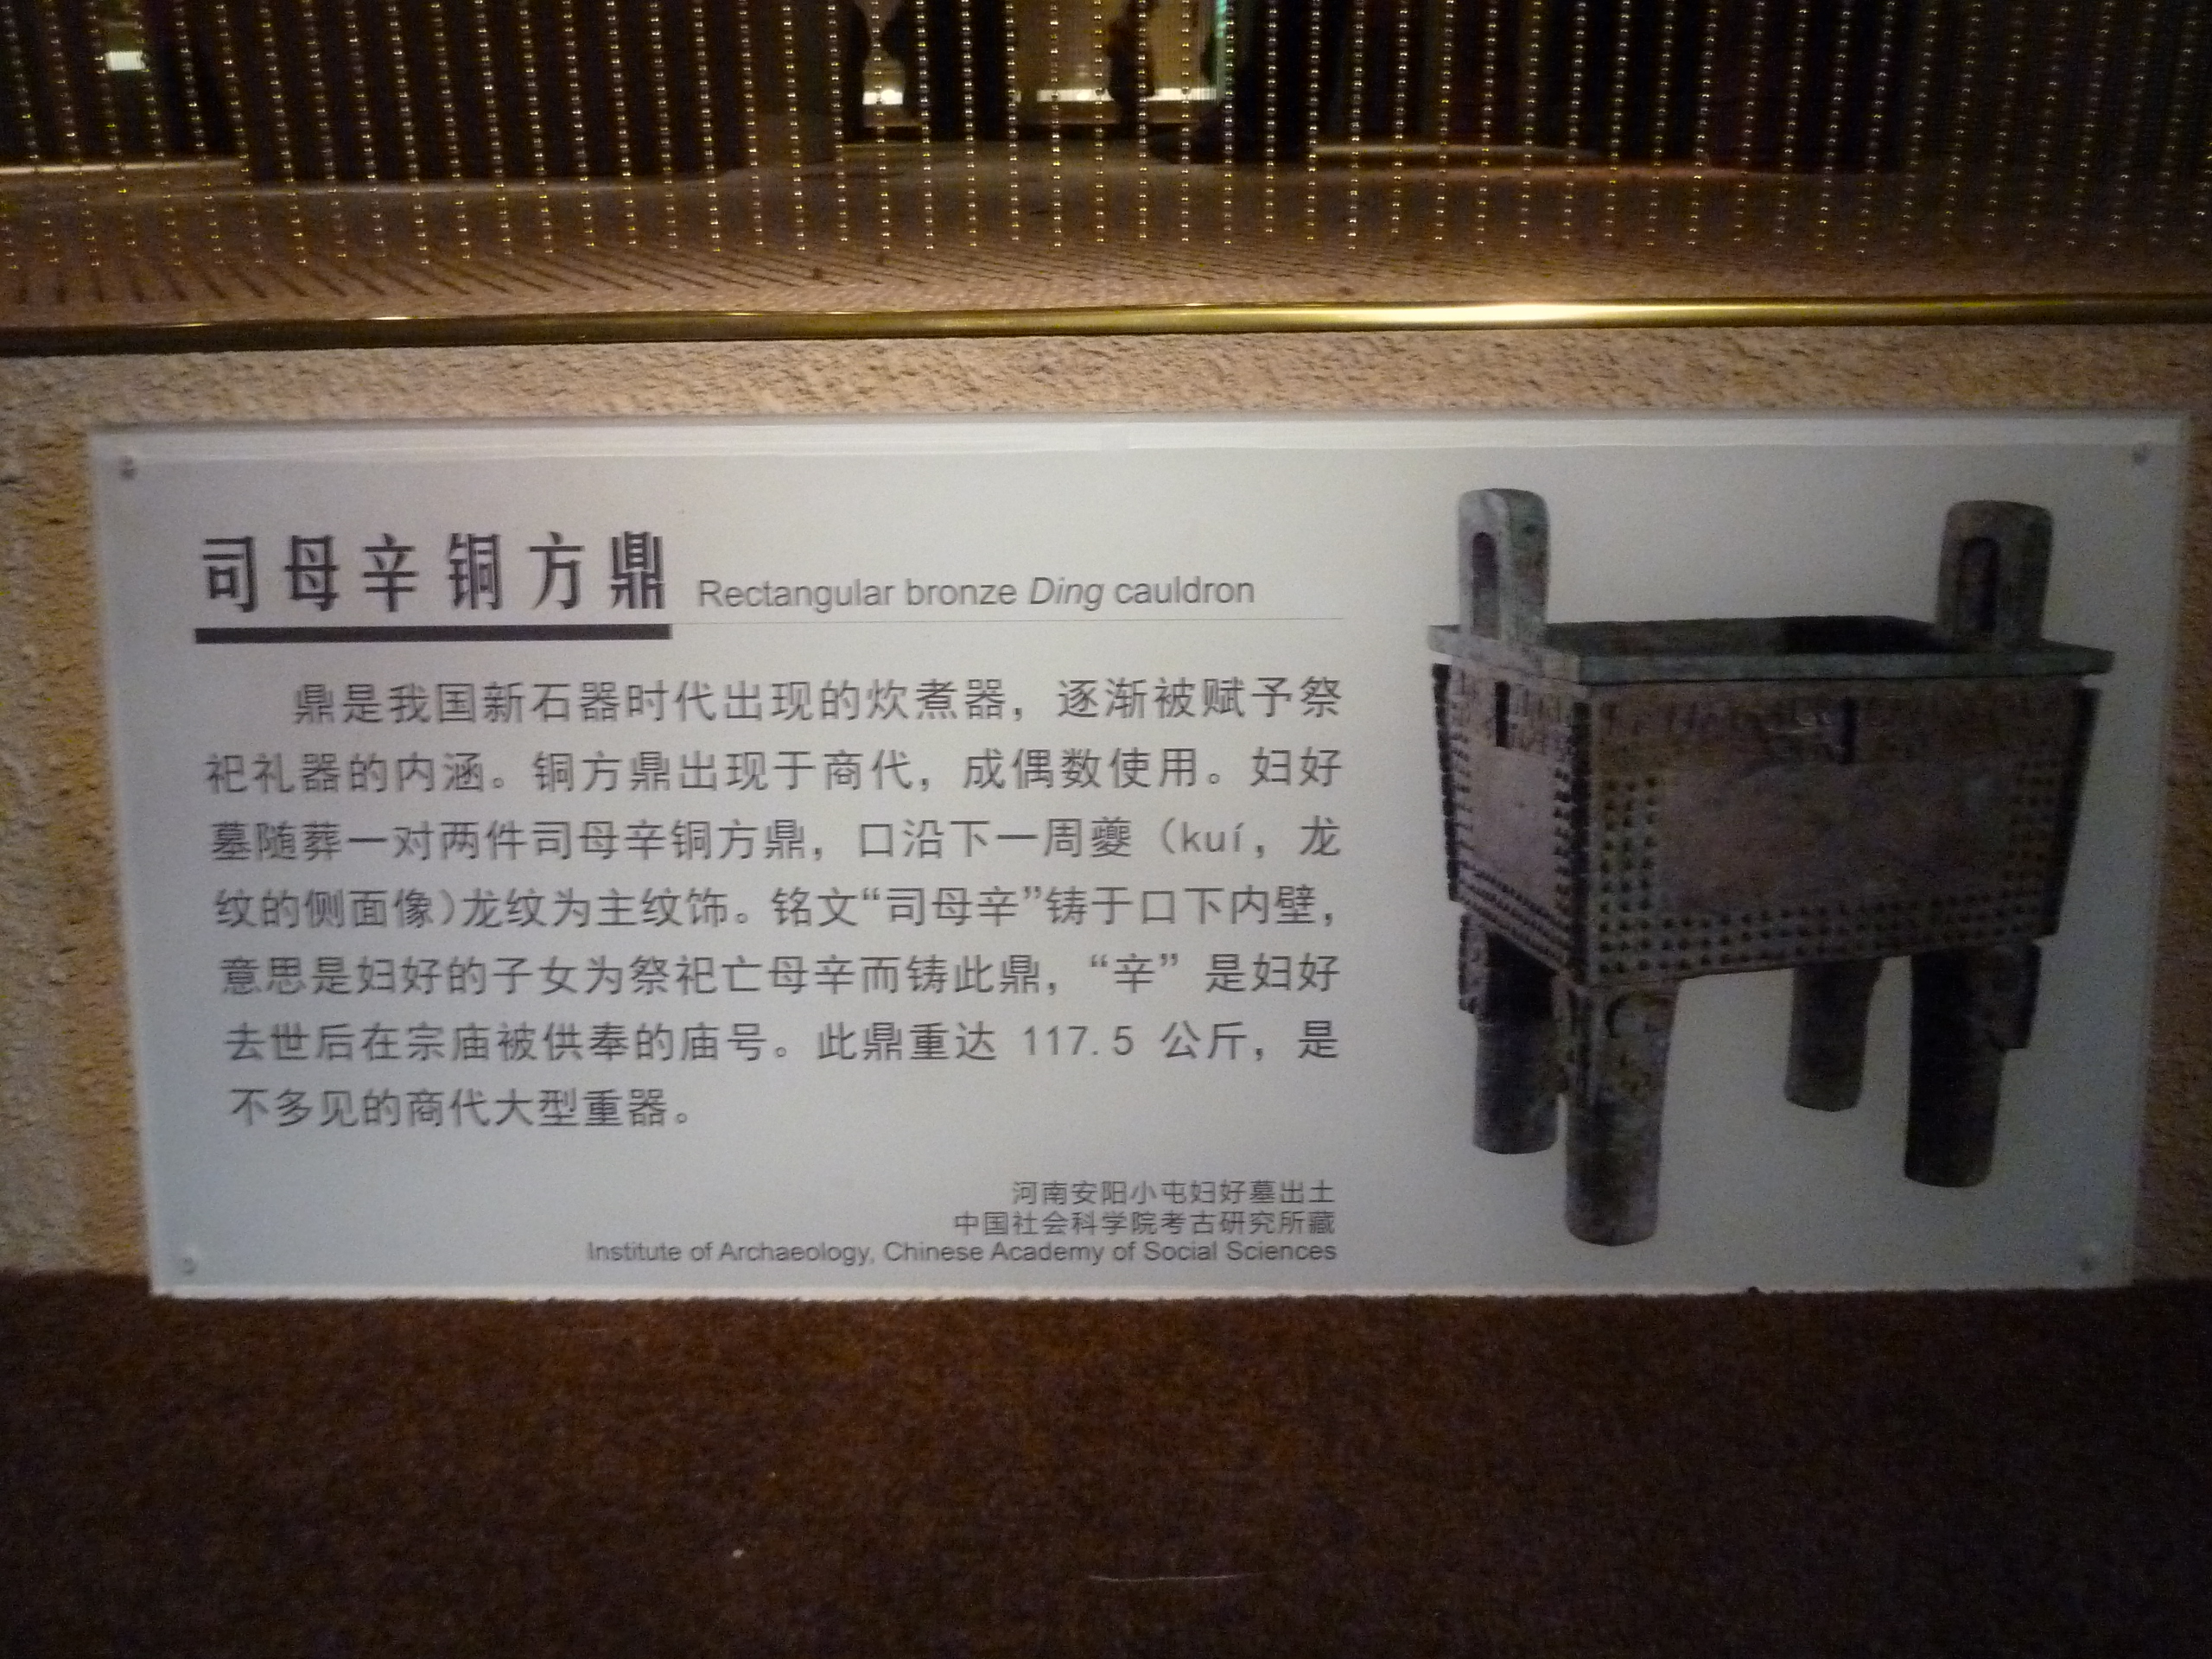 司母辛铜方鼎 Rectangular bronze Ding cauldron
鼎是我国新石器时代出现的炊煮器，逐渐被赋予祭
祀礼器的内涵。铜方鼎出现于商代，成偶数使用。妇好
墓随葬一对两件司母辛铜方鼎，口沿下一周夔（kuí，龙
纹的侧面像)龙纹为主纹饰。铭文“司母辛”铸于口下内壁，
意思是妇好的子女为祭祀亡母辛而铸此鼎，“辛”是妇好
去世后在宗庙被供奉的庙号。此鼎重达 117.5 公斤，是
不多见的商代大型重器。
河南安阳小屯妇好墓出土
中国社会科学院考古研究所藏
Institute of Archaeology, Chinese Academy of Social Sciences